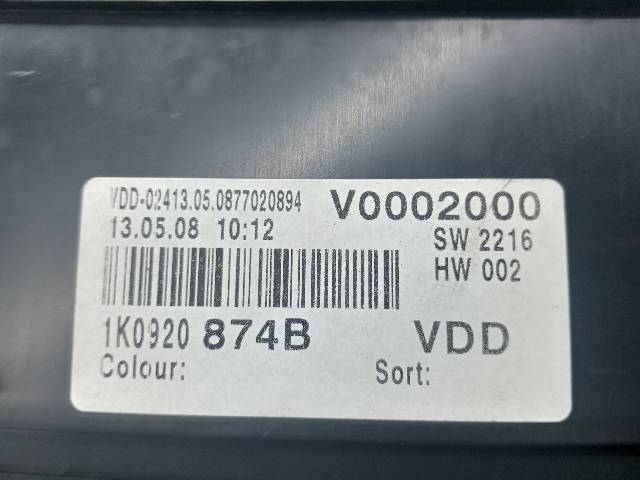 VDD-02413.05.0877020894 V0002000
13.05.08 10:12 SW 2216
HW 002
1K0920 874B VDD
Colour: Sort: